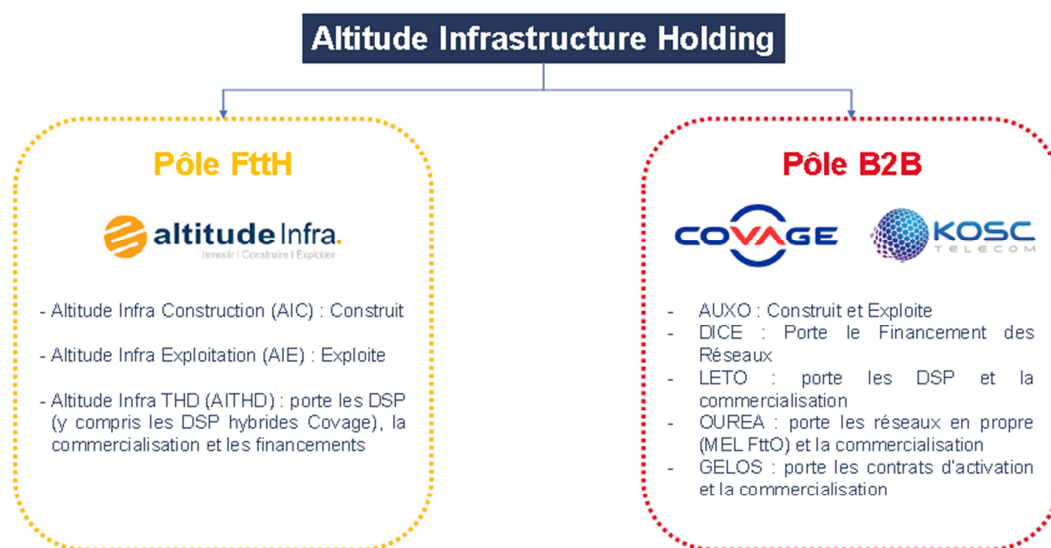 Altitude Infrastructure Holding
Pôle FttH
altitude Infra.
Investir I Construire I Exploiter
- Altitude Infra Construction (AIC) : Construit
- Altitude Infra Exploitation (AIE) : Exploite
- Altitude Infra THD (AITHD) : porte les DSP
(y compris les DSP hybrides Covage), la
commercialisation et les financements
Pôle B2B
COVAGE
KOSC
TELECOM
- AUXO : Construit et Exploite
- DICE : Porte le Financement des
Réseaux
- LETO : porte les DSP et la
commercialisation
- OUREA : porte les réseaux en propre
(MEL FttO) et la commercialisation
- GELOS : porte les contrats d'activation
et la commercialisation